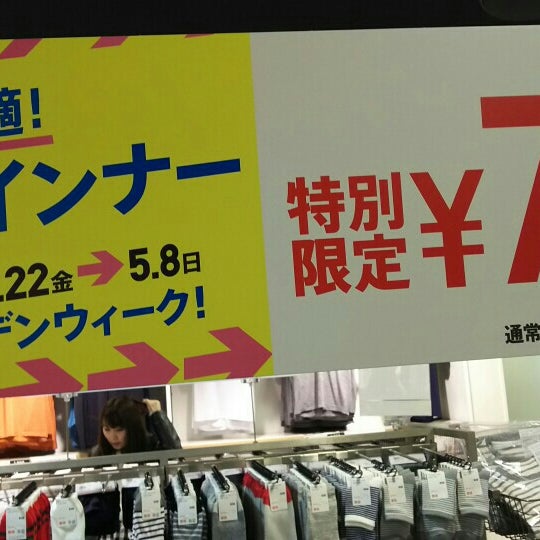 適!
インナー
.22金→5.8日
デンウィーク!
特別
限定
¥7
通常